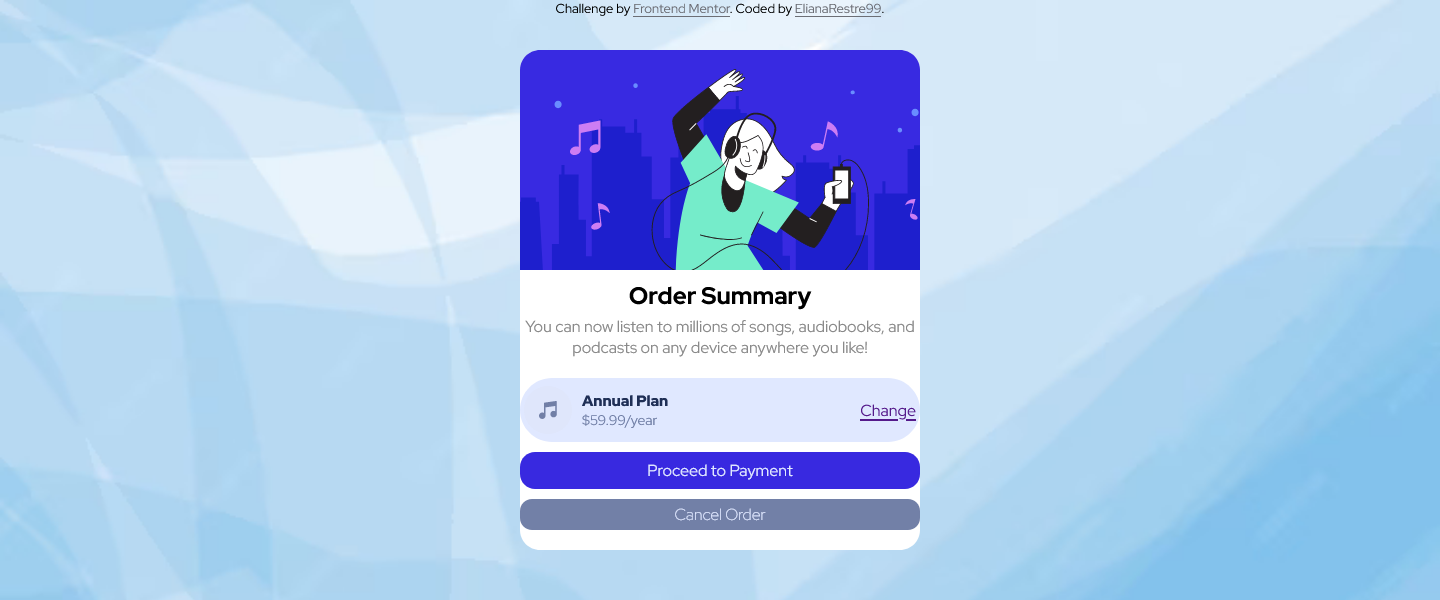 Challenge by Frontend Mentor. Coded by ElianaRestre99.
Order Summary
You can now listen to millions of songs, audiobooks, and
podcasts on any device anywhere you like!
Annual Plan
$59.99/year
Change
Proceed to Payment
Cancel Order